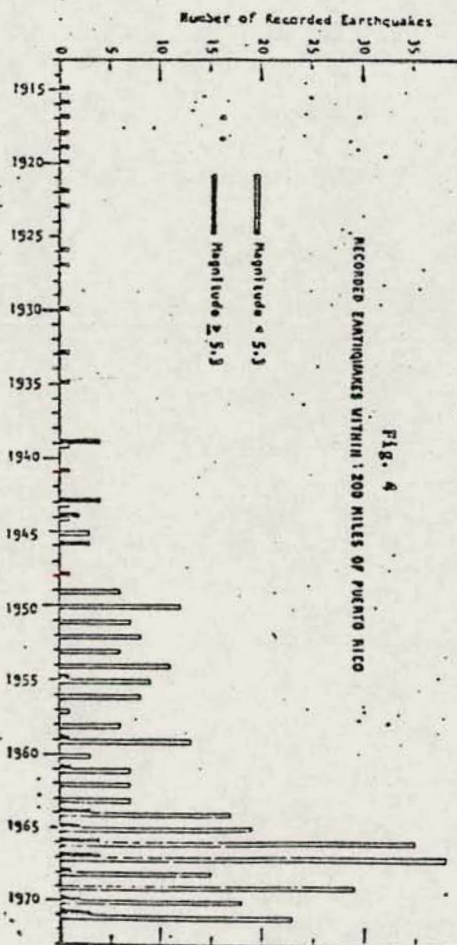 Number of Recorded Earthquakes
0 5 10 15 20 25 30 35
1915
1920
1925
1930
1935
1940
1945
1950
1955
1960
1965
1970
Magnitude < 5.3
Magnitude ≥ 5.3
RECORDED EARTHQUAKES WITHIN 200 MILES OF PUERTO RICO
Fig. 4